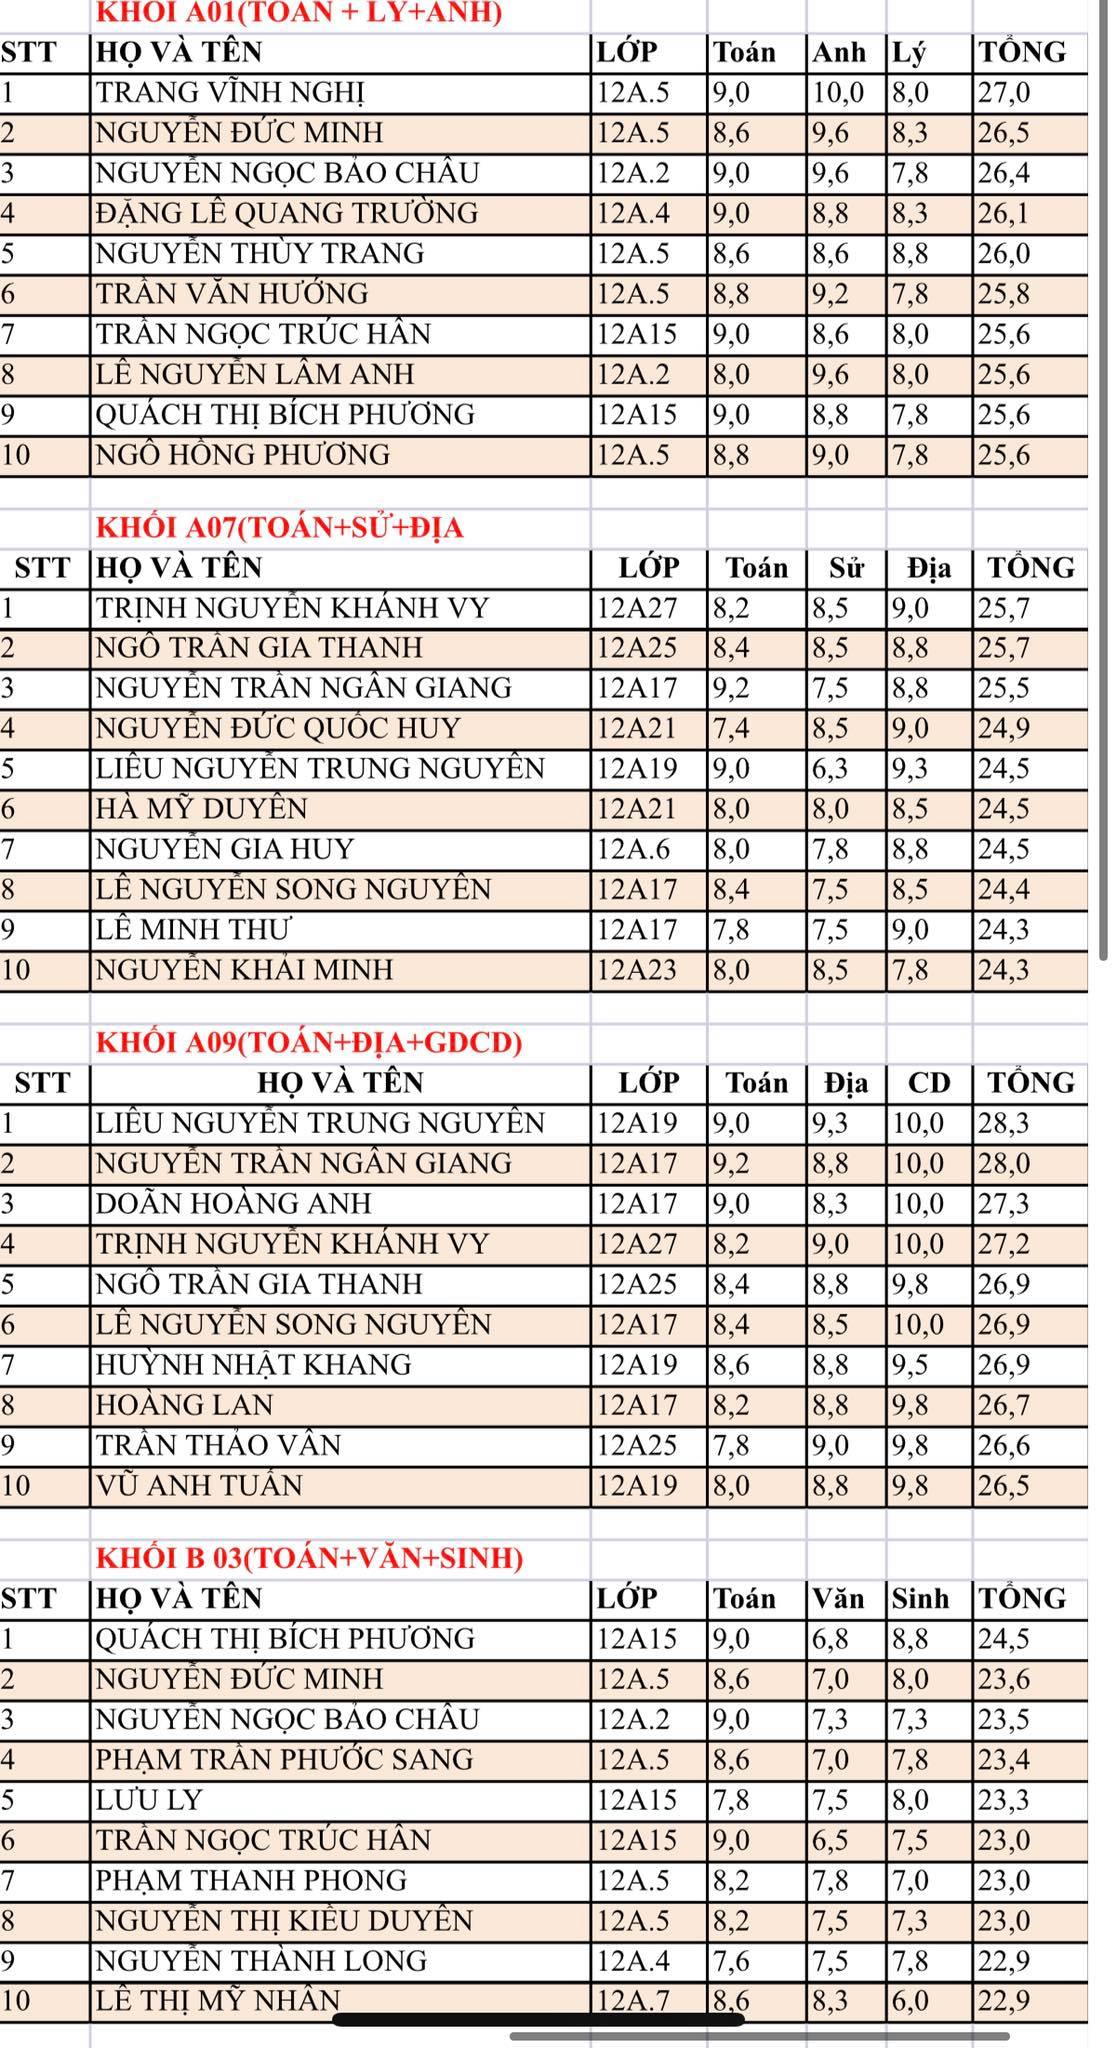 KHỐI A01(TOÁN + LÝ+ANH)
STT HỌ VÀ TÊN LỚP Toán Anh Lý TỔNG
1 TRANG VĨNH NGHỊ 12A.5 9,0 10,0 8,0 27,0
2 NGUYỄN ĐỨC MINH 12A.5 8,6 9,6 8,3 26,5
3 NGUYỄN NGỌC BẢO CHÂU 12A.2 9,0 9,6 7,8 26,4
4 ĐẶNG LÊ QUANG TRƯỜNG 12A.4 9,0 8,8 8,3 26,1
5 NGUYỄN THÙY TRANG 12A.5 8,6 8,6 8,8 26,0
6 TRẦN VĂN HƯỚNG 12A.5 8,8 9,2 7,8 25,8
7 TRẦN NGỌC TRÚC HÂN 12A15 9,0 8,6 8,0 25,6
8 LÊ NGUYỄN LÂM ANH 12A.2 8,0 9,6 8,0 25,6
9 QUÁCH THỊ BÍCH PHƯƠNG 12A15 9,0 8,8 7,8 25,6
10 NGÔ HỒNG PHƯƠNG 12A.5 8,8 9,0 7,8 25,6
KHỐI A07(TOÁN+SỬ+ĐỊA
STT HỌ VÀ TÊN LỚP Toán Sử Địa TỔNG
1 TRỊNH NGUYỄN KHÁNH VY 12A27 8,2 8,5 9,0 25,7
2 NGÔ TRẦN GIA THANH 12A25 8,4 8,5 8,8 25,7
3 NGUYỄN TRẦN NGÂN GIANG 12A17 9,2 7,5 8,8 25,5
4 NGUYỄN ĐỨC QUỐC HUY 12A21 7,4 8,5 9,0 24,9
5 LIÊU NGUYỄN TRUNG NGUYÊN 12A19 9,0 6,3 9,3 24,5
6 HÀ MỸ DUYÊN 12A21 8,0 8,0 8,5 24,5
7 NGUYỄN GIA HUY 12A.6 8,0 7,8 8,8 24,5
8 LÊ NGUYỄN SONG NGUYÊN 12A17 8,4 7,5 8,5 24,4
9 LÊ MINH THƯ 12A17 7,8 7,5 9,0 24,3
10 NGUYỄN KHẢI MINH 12A23 8,0 8,5 7,8 24,3
KHỐI A09(TOÁN+ĐỊA+GDCD)
STT HỌ VÀ TÊN LỚP Toán Địa CD TỔNG
1 LIÊU NGUYỄN TRUNG NGUYÊN 12A19 9,0 9,3 10,0 28,3
2 NGUYỄN TRẦN NGÂN GIANG 12A17 9,2 8,8 10,0 28,0
3 DOÃN HOÀNG ANH 12A17 9,0 8,3 10,0 27,3
4 TRỊNH NGUYỄN KHÁNH VY 12A27 8,2 9,0 10,0 27,2
5 NGÔ TRẦN GIA THANH 12A25 8,4 8,8 9,8 26,9
6 LÊ NGUYỄN SONG NGUYÊN 12A17 8,4 8,5 10,0 26,9
7 HUỲNH NHẬT KHANG 12A19 8,6 8,8 9,5 26,9
8 HOÀNG LAN 12A17 8,2 8,8 9,8 26,7
9 TRẦN THẢO VÂN 12A25 7,8 9,0 9,8 26,6
10 VŨ ANH TUẤN 12A19 8,0 8,8 9,8 26,5
KHỐI B 03(TOÁN+VĂN+SINH)
STT HỌ VÀ TÊN LỚP Toán Văn Sinh TỔNG
1 QUÁCH THỊ BÍCH PHƯƠNG 12A15 9,0 6,8 8,8 24,5
2 NGUYỄN ĐỨC MINH 12A.5 8,6 7,0 8,0 23,6
3 NGUYỄN NGỌC BẢO CHÂU 12A.2 9,0 7,3 7,3 23,5
4 PHẠM TRẦN PHƯỚC SANG 12A.5 8,6 7,0 7,8 23,4
5 LƯU LY 12A15 7,8 7,5 8,0 23,3
6 TRẦN NGỌC TRÚC HÂN 12A15 9,0 6,5 7,5 23,0
7 PHẠM THANH PHONG 12A.5 8,2 7,8 7,0 23,0
8 NGUYỄN THỊ KIỀU DUYÊN 12A.5 8,2 7,5 7,3 23,0
9 NGUYỄN THÀNH LONG 12A.4 7,6 7,5 7,8 22,9
10 LÊ THỊ MỸ NHÂN 12A.7 8,6 8,3 6,0 22,9